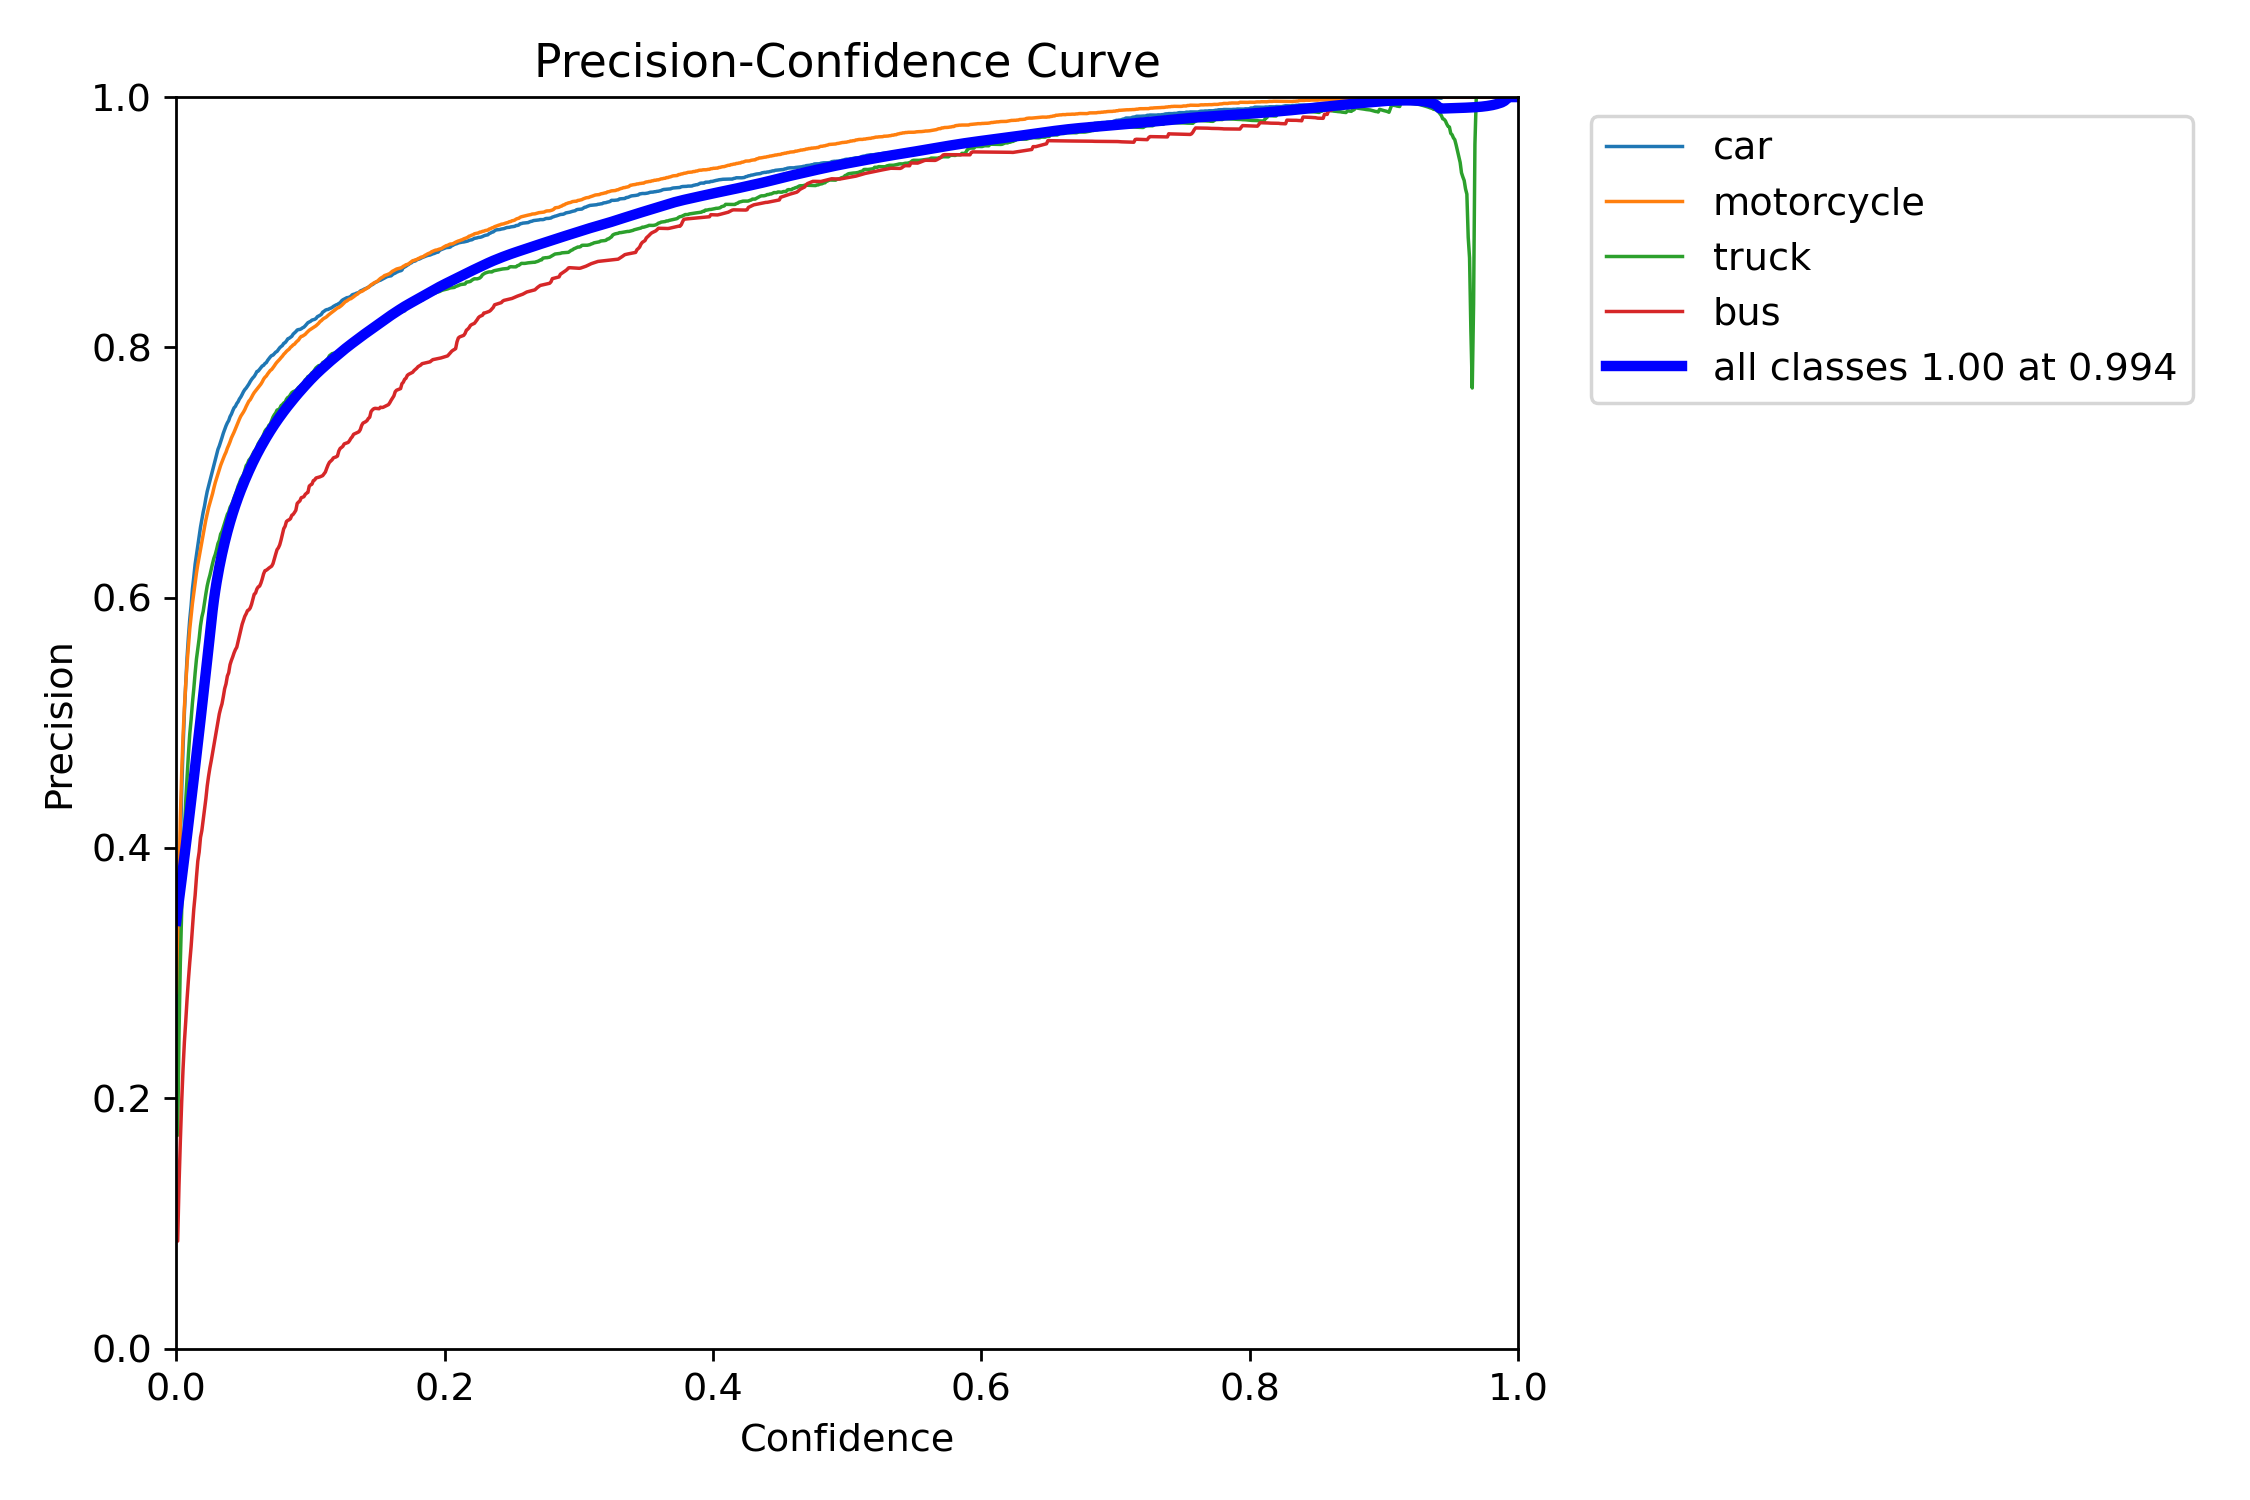 Precision-Confidence Curve
1.0
0.8
0.6
0.4
0.2
0.0
Precision
0.0 0.2 0.4 0.6 0.8 1.0
Confidence
car
motorcycle
truck
bus
all classes 1.00 at 0.994